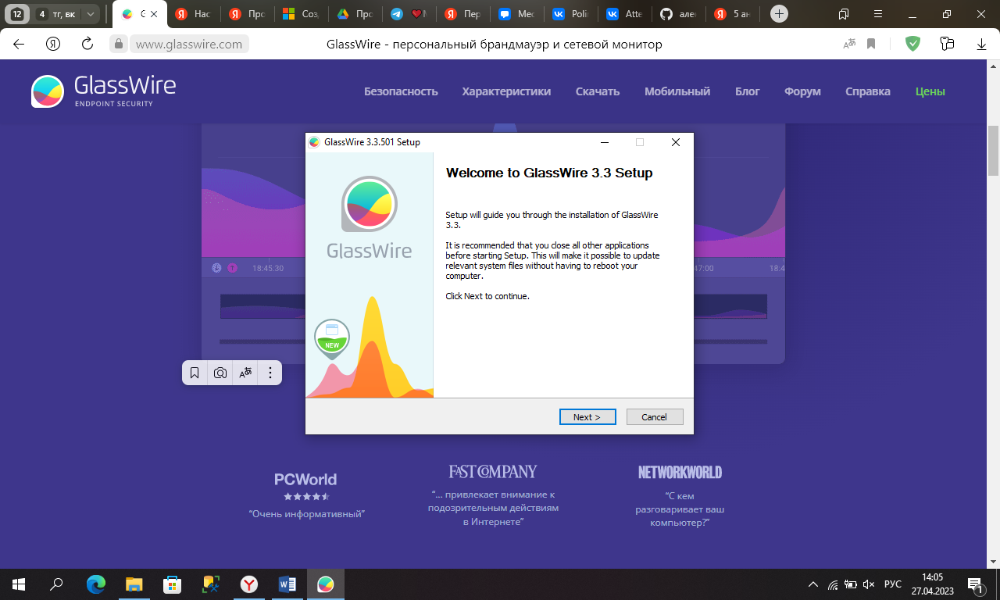 12
4 тг, вк
G
Нас
Про
Соз
Про
М
Пер
Мес
Polin
Atte
але
5 ан
www.glasswire.com
GlassWire - персональный брандмауэр и сетевой монитор
GlassWire
ENDPOINT SECURITY
Безопасность
Характеристики
Скачать
Мобильный
Блог
Форум
Справка
Цены
GlassWire 3.3.501 Setup
Welcome to GlassWire 3.3 Setup
Setup will guide you through the installation of GlassWire
3.3.
It is recommended that you close all other applications
before starting Setup. This will make it possible to update
relevant system files without having to reboot your
computer.
Click Next to continue.
GlassWire
NEW
Next >
Cancel
18:45:30
47:00
18:4
PCWorld
“Очень информативный”
FAST COMPANY
“... привлекает внимание к
подозрительным действиям
в Интернете”
NETWORKWORLD
“С кем
разговаривает ваш
компьютер?”
РУС
14:05
27.04.2023
1